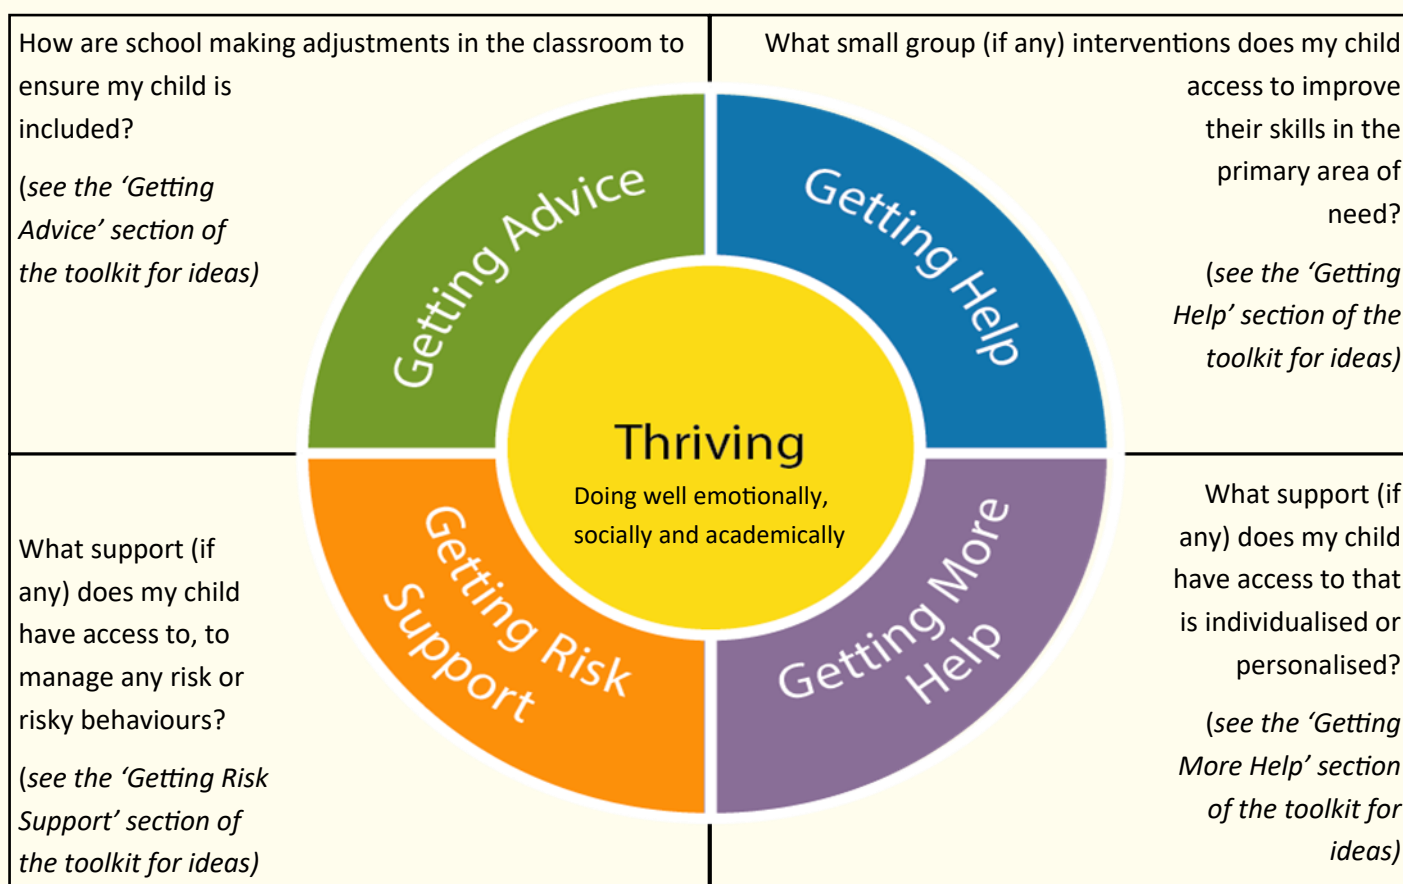 How are school making adjustments in the classroom to
ensure my child is
included?
(see the ‘Getting
Advice’ section of
the toolkit for ideas)
What small group (if any) interventions does my child
access to improve
their skills in the
primary area of
need?
(see the ‘Getting
Help’ section of the
toolkit for ideas)
Getting Advice
Getting Help
Thriving
Doing well emotionally,
socially and academically
Getting Risk
Support
Getting More
Help
What support (if
any) does my child
have access to, to
manage any risk or
risky behaviours?
(see the ‘Getting Risk
Support’ section of
the toolkit for ideas)
What support (if
any) does my child
have access to that
is individualised or
personalised?
(see the ‘Getting
More Help’ section
of the toolkit for
ideas)